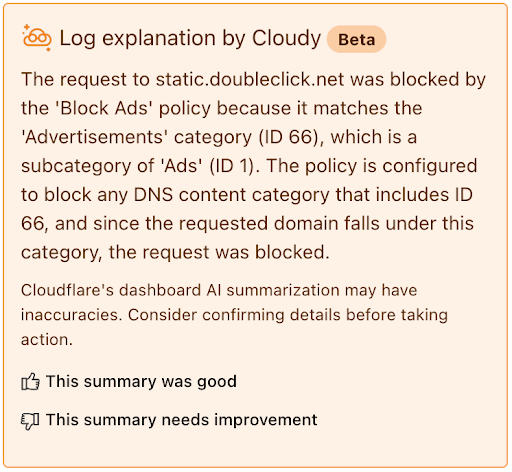 Log explanation by Cloudy Beta
The request to static.doubleclick.net was blocked by
the 'Block Ads' policy because it matches the
'Advertisements' category (ID 66), which is a
subcategory of 'Ads' (ID 1). The policy is configured
to block any DNS content category that includes ID
66, and since the requested domain falls under this
category, the request was blocked.
Cloudflare's dashboard AI summarization may have
inaccuracies. Consider confirming details before taking
action.
This summary was good
This summary needs improvement